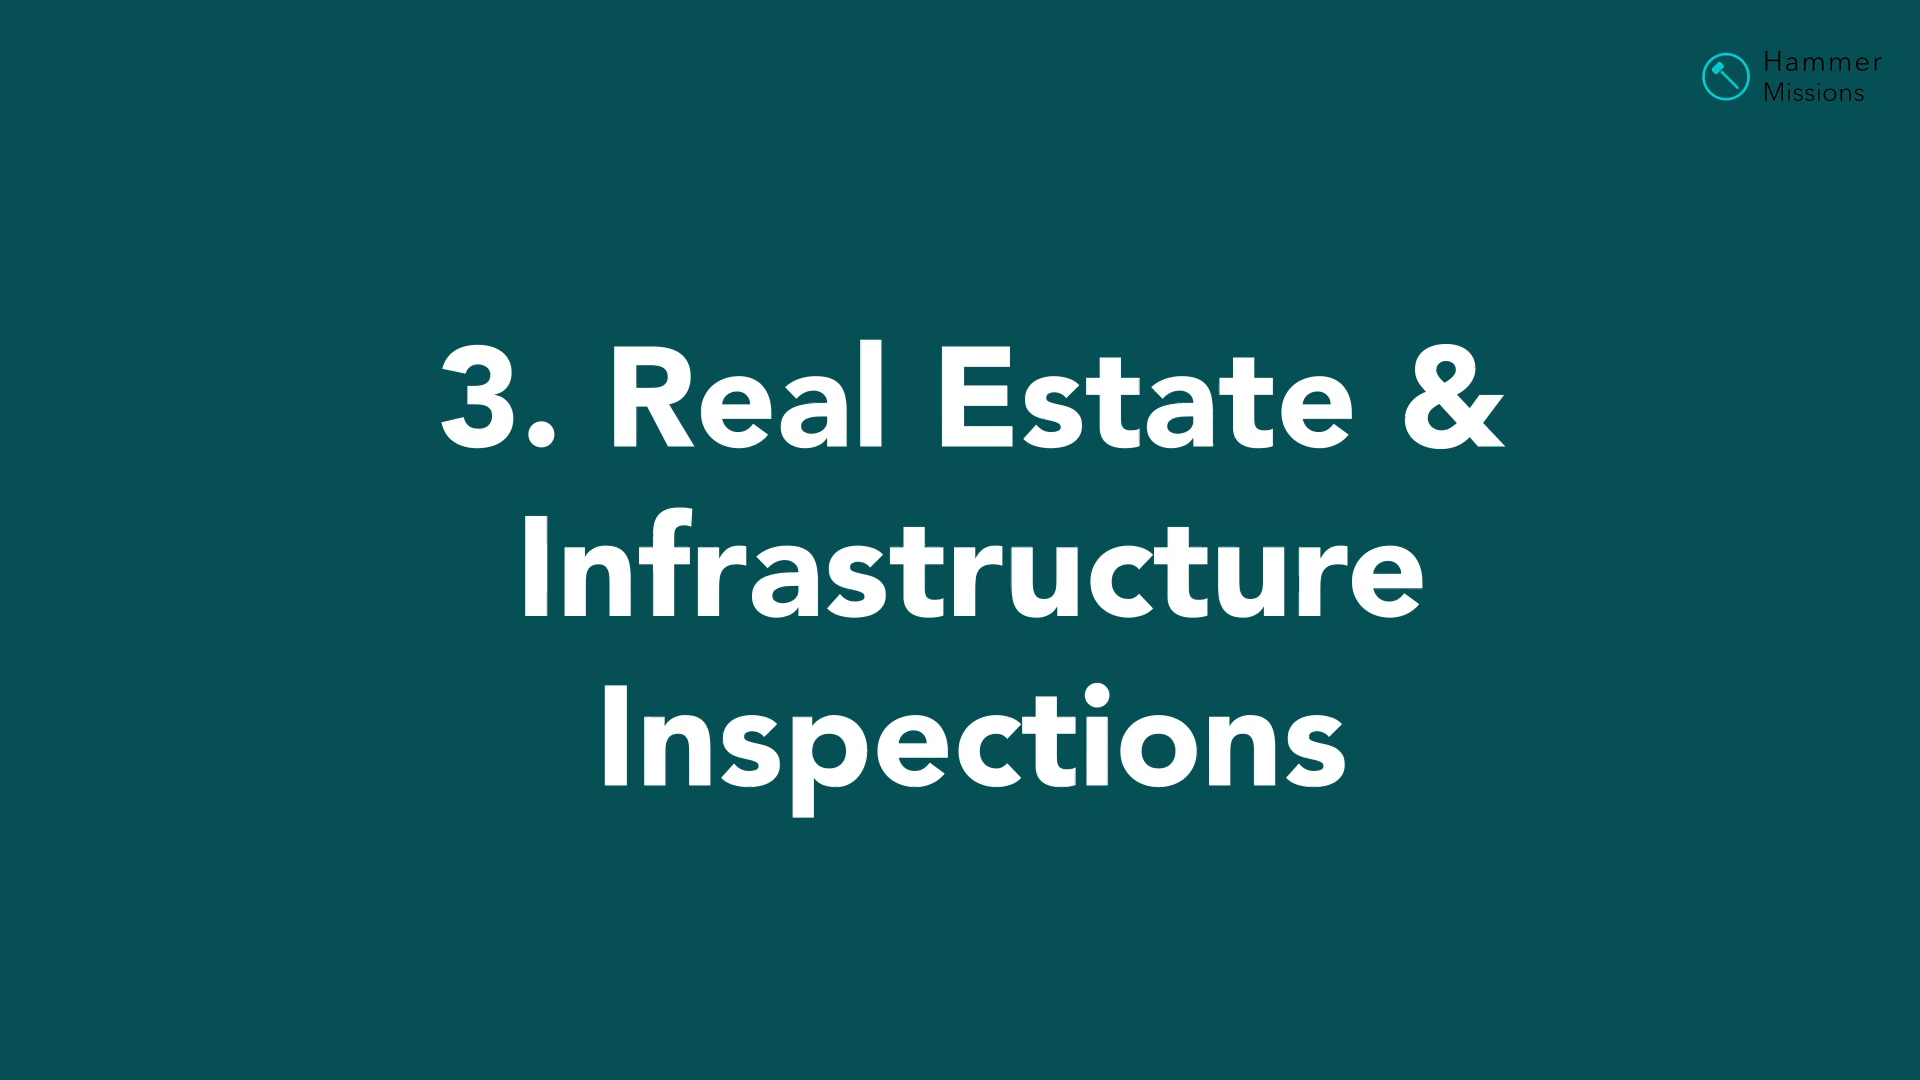 Hammer
Missions
3. Real Estate &
Infrastructure
Inspections